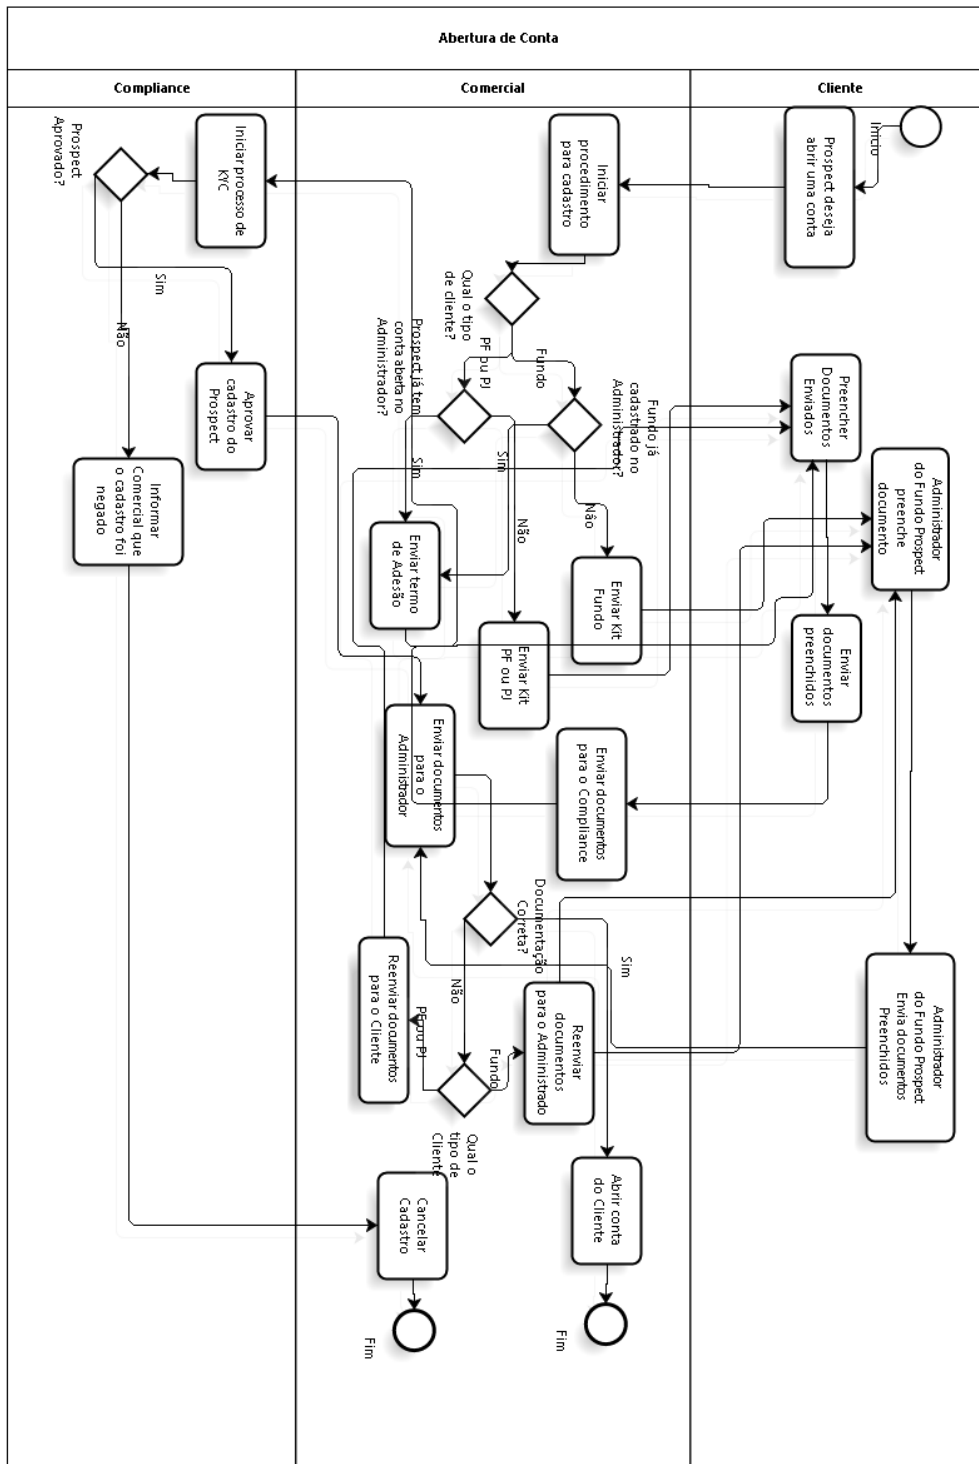 Abertura de Conta
Compliance
Comercial
Cliente
Início
Prospect deseja
abrir uma conta
Iniciar
procedimento
para cadastro
Qual o tipo
de cliente?
PF ou PJ
Fundo
Prospect já tem
conta aberta no
Administrador?
Fundo já
cadastrado no
Administrador?
Sim
Não
Sim
Não
Enviar termo
de Adesão
Enviar Kit
PF ou PJ
Enviar Kit
Fundo
Preencher
Documentos
Enviados
Administrador
do Fundo Prospect
preenche
documento
Enviar
documentos
preenchidos
Enviar documentos
para o Compliance
Iniciar processo de
KYC
Prospect
Aprovado?
Sim
Não
Aprovar
cadastro do
Prospect
Informar
Comercial que
o cadastro foi
negado
Enviar documentos
para o
Administrador
Documentação
Correta?
Sim
Não
Qual o
tipo de
Cliente
PF ou PJ
Fundo
Reenviar documentos
para o Cliente
Reenviar
documentos
para o Administrado
Administrador
do Fundo Prospect
Envia documentos
Preenchidos
Cancelar
Cadastro
Fim
Abrir conta
do Cliente
Fim